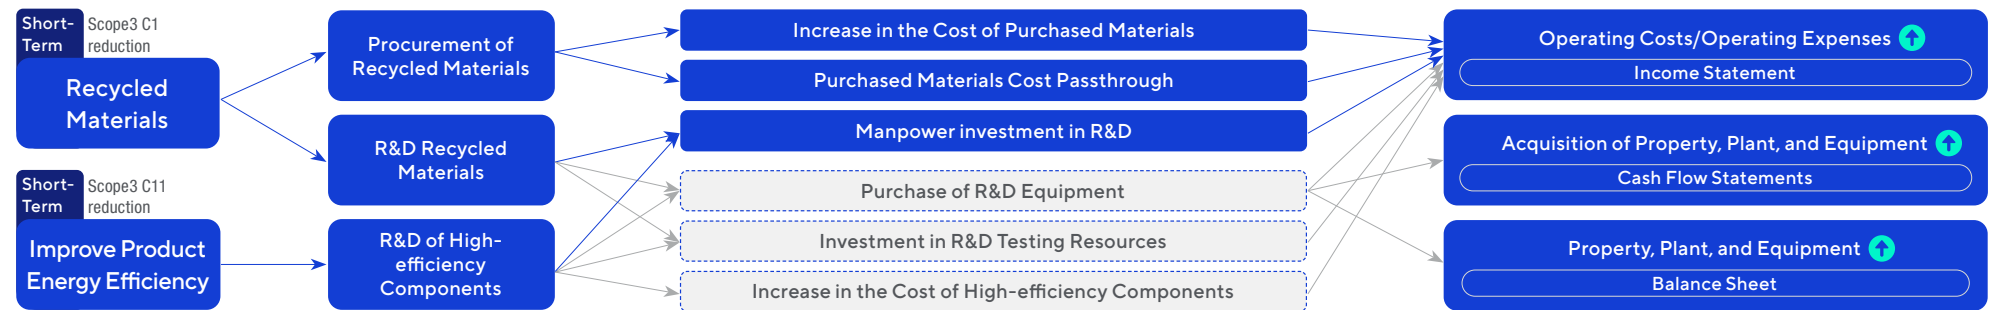 Short-
Term
Scope3 C1
reduction
Recycled
Materials
Short-
Term
Scope3 C11
reduction
Improve Product
Energy Efficiency
Procurement of
Recycled Materials
R&D Recycled
Materials
R&D of High-
efficiency
Components
Increase in the Cost of Purchased Materials
Purchased Materials Cost Passthrough
Manpower investment in R&D
Purchase of R&D Equipment
Investment in R&D Testing Resources
Increase in the Cost of High-efficiency Components
Operating Costs/Operating Expenses
Income Statement
Acquisition of Property, Plant, and Equipment
Cash Flow Statements
Property, Plant, and Equipment
Balance Sheet